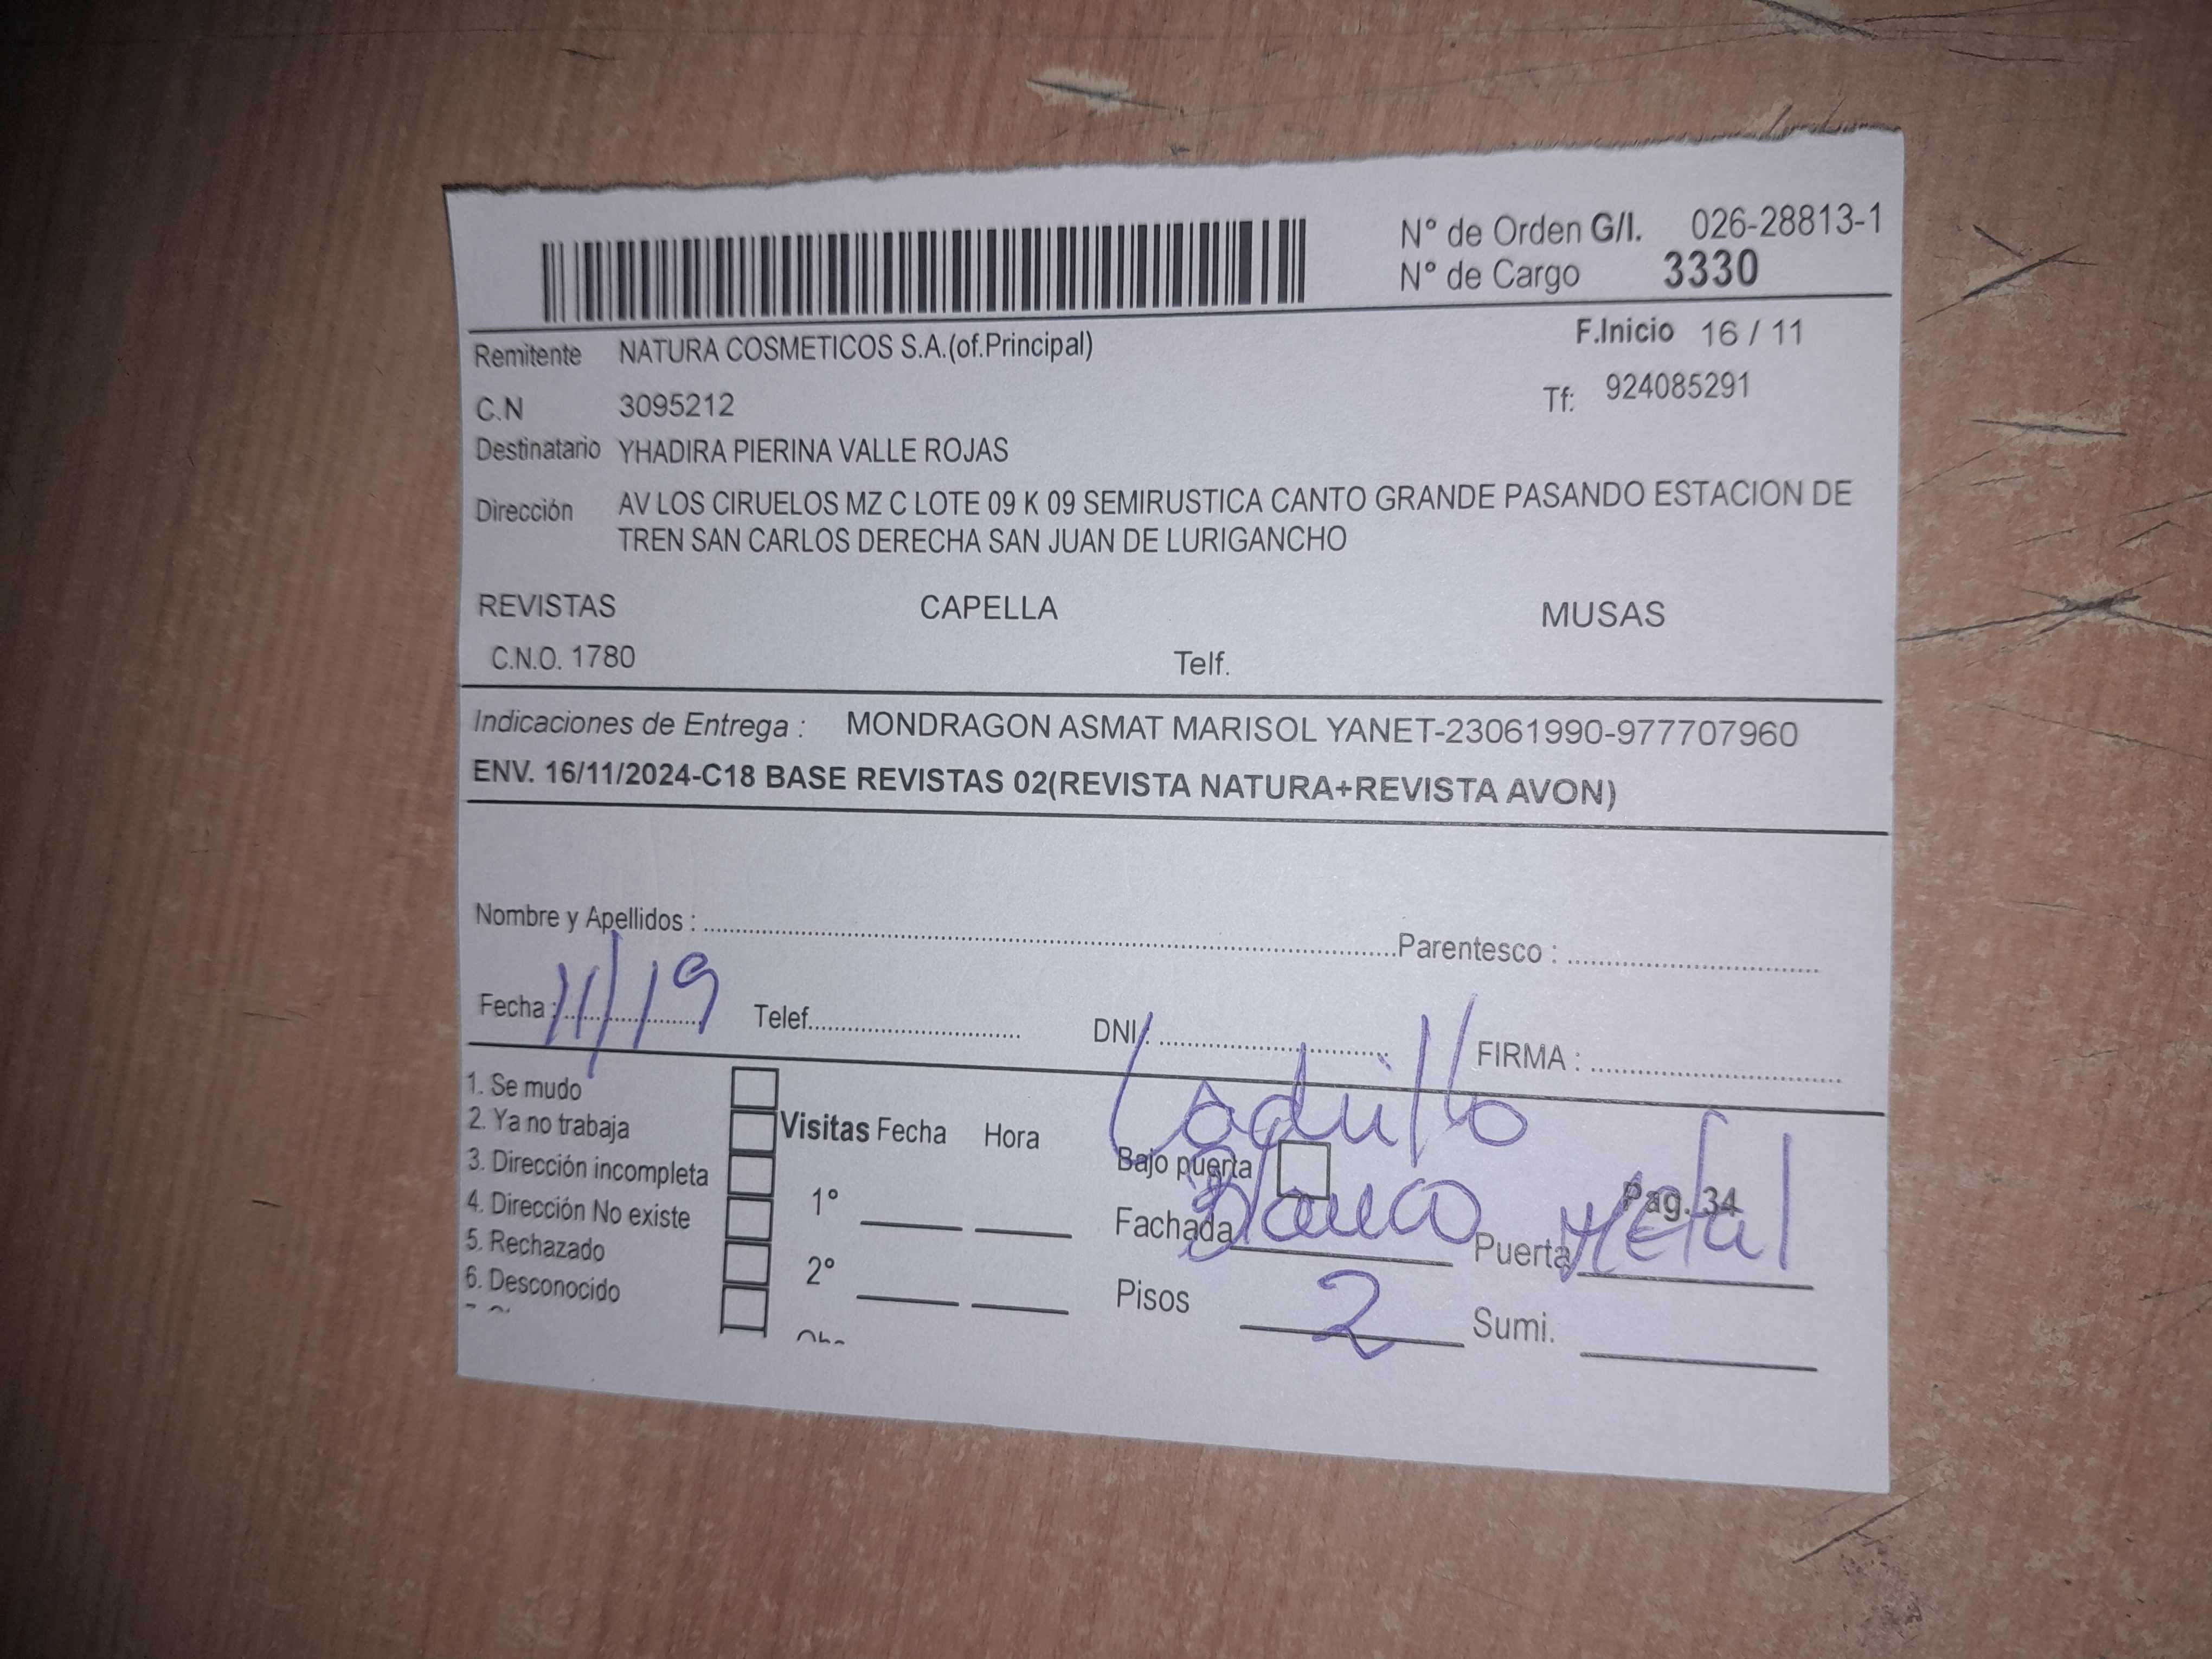 Nº de Orden G/I. 026-28813-1
Nº de Cargo 3330
F.Inicio 16 / 11
Remitente NATURA COSMETICOS S.A.(of.Principal)
C.N 3095212
Tf: 924085291
Destinatario YHADIRA PIERINA VALLE ROJAS
Dirección AV LOS CIRUELOS MZ C LOTE 09 K 09 SEMIRUSTICA CANTO GRANDE PASANDO ESTACION DE
TREN SAN CARLOS DERECHA SAN JUAN DE LURIGANCHO
REVISTAS CAPELLA MUSAS
C.N.O. 1780 Telf.
Indicaciones de Entrega : MONDRAGON ASMAT MARISOL YANET-23061990-977707960
ENV. 16/11/2024-C18 BASE REVISTAS 02(REVISTA NATURA+REVISTA AVON)
Nombre y Apellidos : Parentesco :
Fecha : 11/19 Telef. DNI : FIRMA :
Ladrillo
1. Se mudo
2. Ya no trabaja
3. Dirección incompleta
4. Dirección No existe
5. Rechazado
6. Desconocido
Visitas Fecha Hora
1º
2º
Bajo puerta
Pag. 34
Fachada Blanco Puerta Metal
Pisos 2 Sumi.